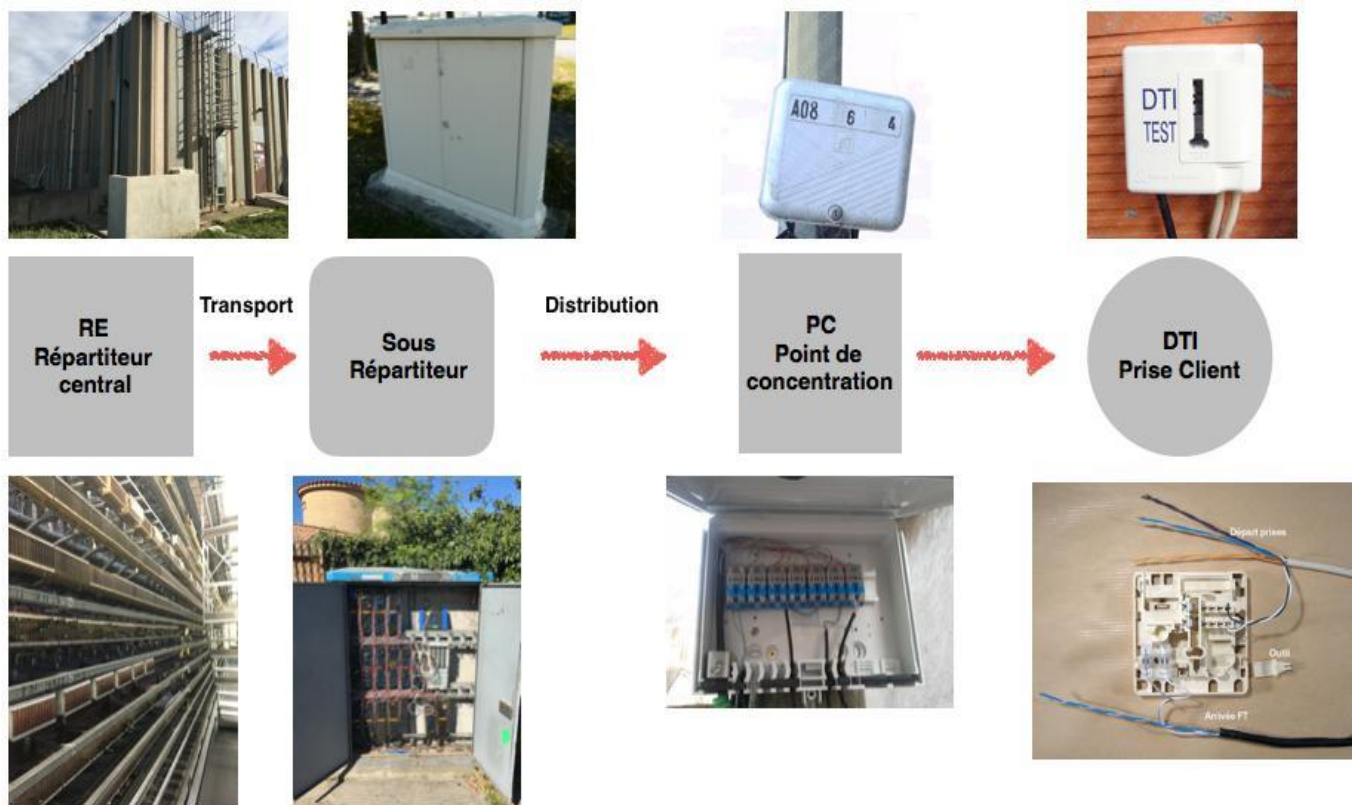 A08 6 4
DTI
TEST
RE
Répartiteur
central
Transport
Sous
Répartiteur
Distribution
PC
Point de
concentration
DTI
Prise Client
Départ prises
Outil
Arrivée FT